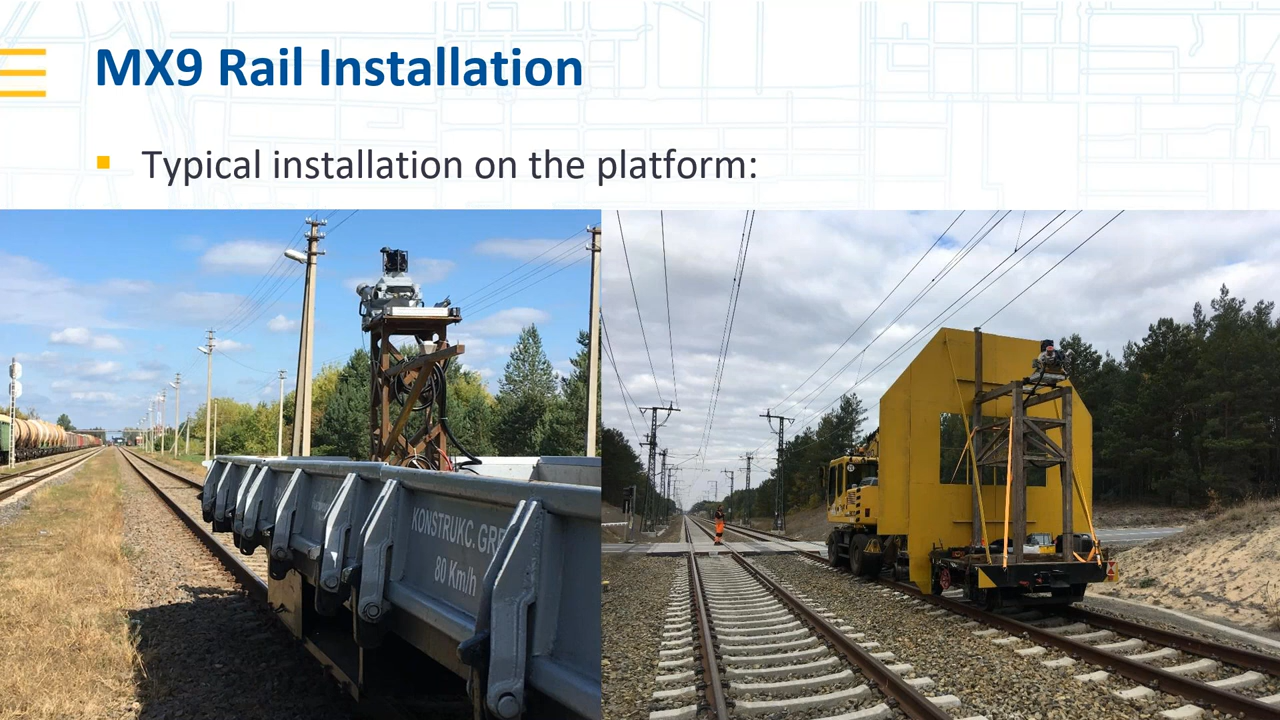 MX9 Rail Installation
Typical installation on the platform:
KONSTRUKC. GR
80 Km/h